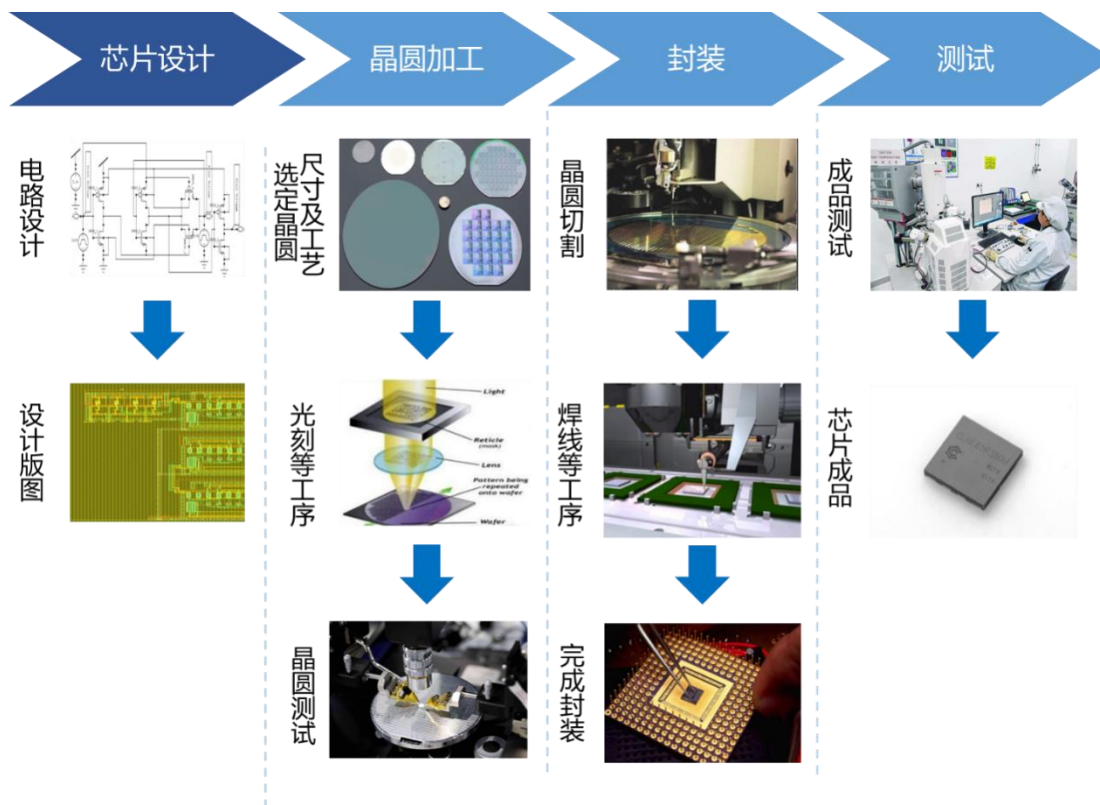 芯片设计
晶圆加工
封装
测试
电路设计
设计版图
选定晶圆
尺寸及工艺
光刻等工序
Light
Reticle
(mask)
Lens
Pattern being
repeated
onto wafer
Wafer
晶圆测试
晶圆切割
焊线等工序
完成封装
成品测试
芯片成品